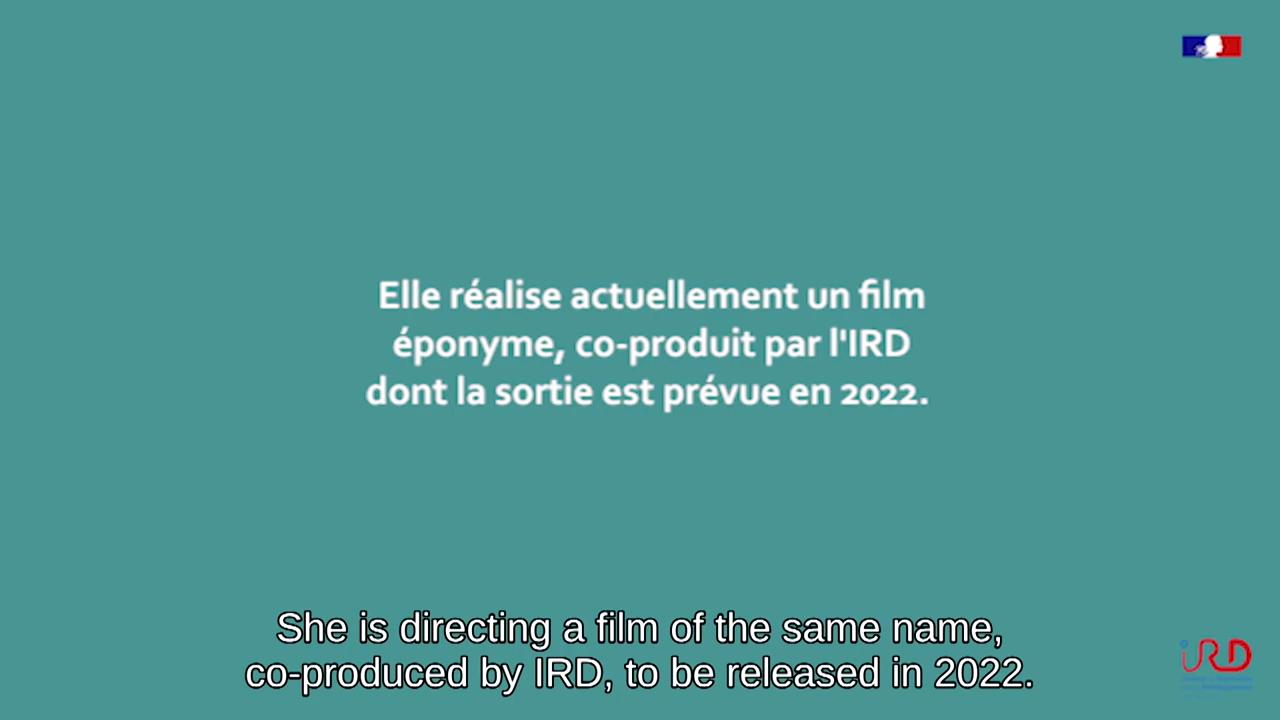 Elle réalise actuellement un film
éponyme, co-produit par l'IRD
dont la sortie est prévue en 2022.
She is directing a film of the same name,
co-produced by IRD, to be released in 2022.
IRD